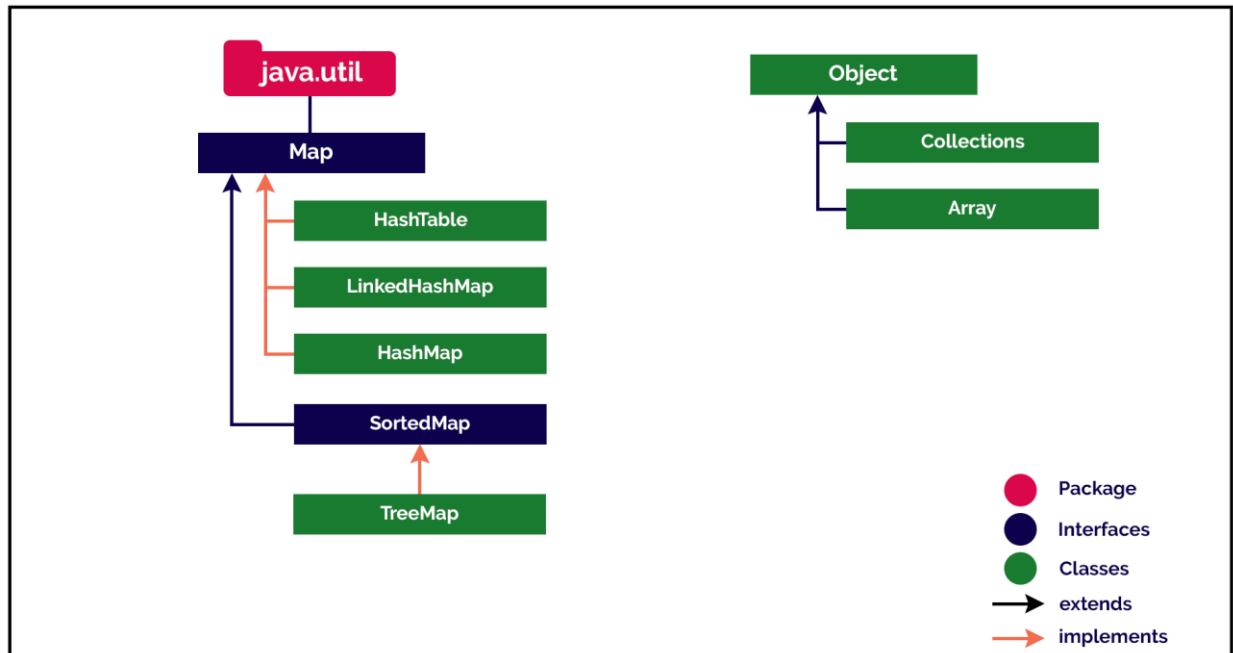 java.util
Map
HashTable
LinkedHashMap
HashMap
SortedMap
TreeMap
Object
Collections
Array
Package
Interfaces
Classes
extends
implements